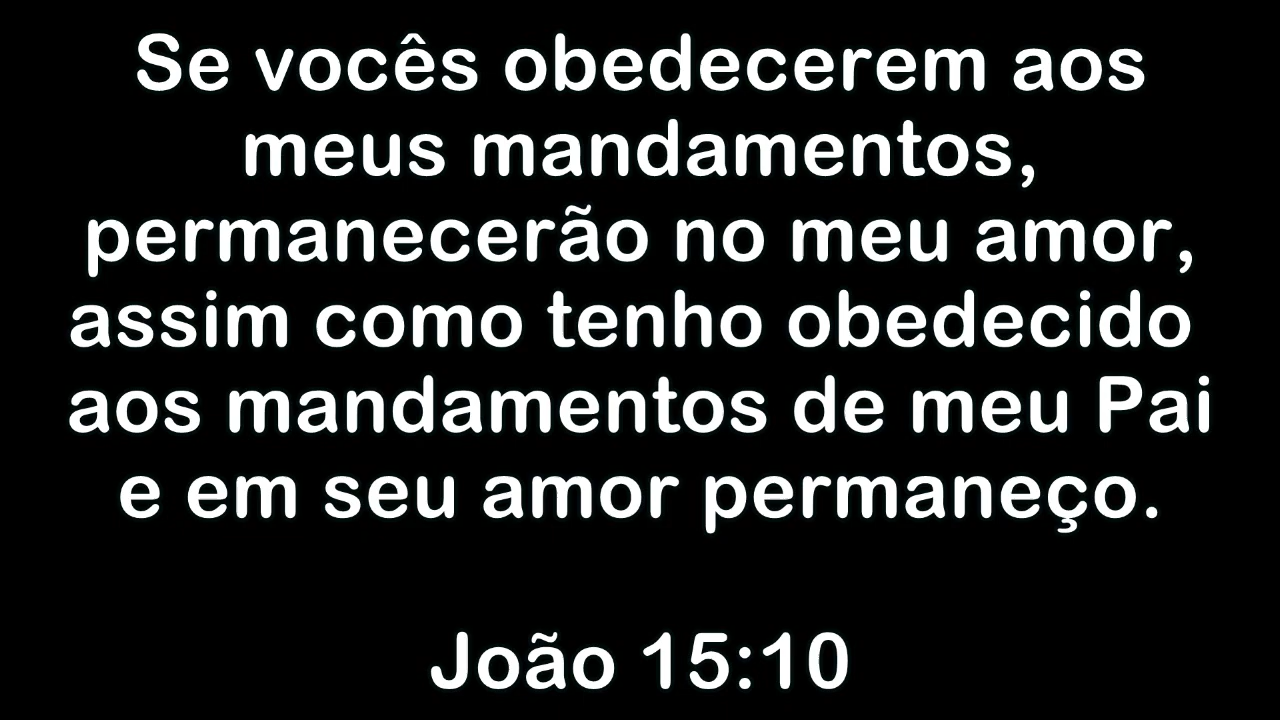 Se vocês obedecerem aos
meus mandamentos,
permanecerão no meu amor,
assim como tenho obedecido
aos mandamentos de meu Pai
e em seu amor permaneço.
João 15:10